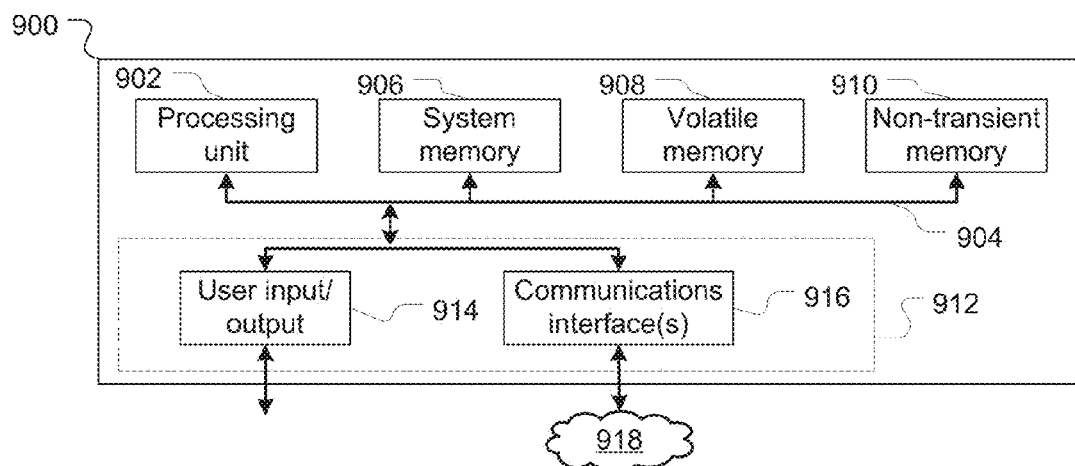 900
902
906
908
910
Processing
unit
System
memory
Volatile
memory
Non-transient
memory
904
User input/
output
914
Communications
interface(s)
916
912
918